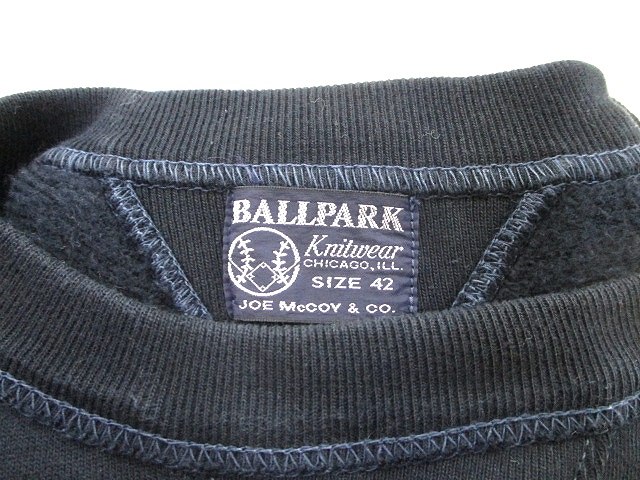 BALLPARK
Knitwear
CHICAGO, ILL.
SIZE 42
JOE McCOY & CO.